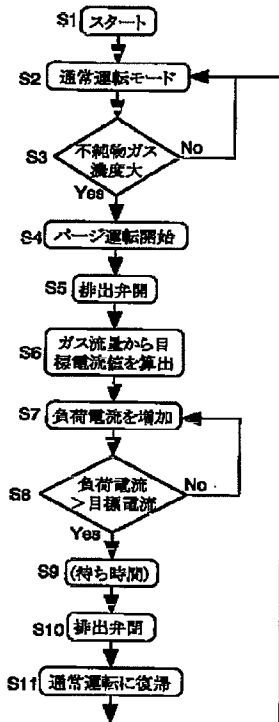 S1 スタート
S2 通常運転モード
S3 不純物ガス
濃度大
No
Yes
S4 パージ運転開始
S5 排出弁開
S6 ガス流量から目
標電流値を算出
S7 負荷電流を増加
S8 負荷電流
>目標電流
No
Yes
S9 (待ち時間)
S10 排出弁閉
S11 通常運転に復帰